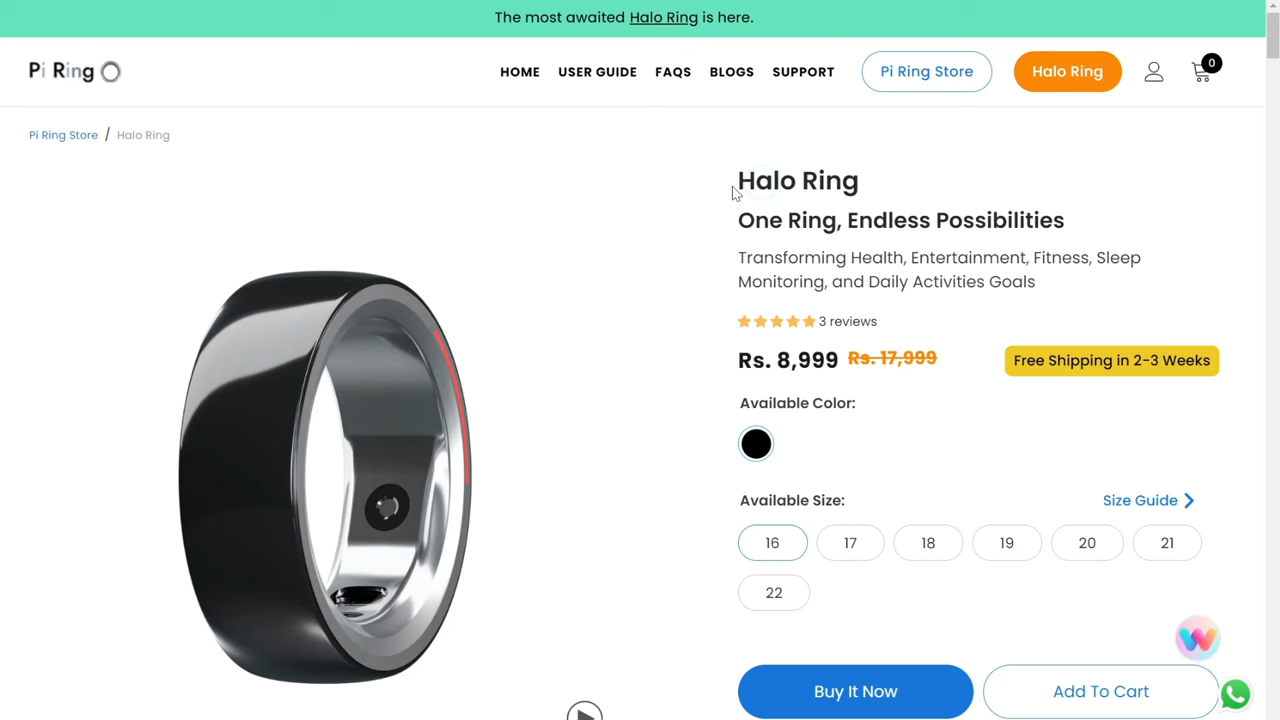 The most awaited Halo Ring is here.
Pi Ring
HOME USER GUIDE FAQS BLOGS SUPPORT Pi Ring Store Halo Ring 0
Pi Ring Store / Halo Ring
Halo Ring
One Ring, Endless Possibilities
Transforming Health, Entertainment, Fitness, Sleep
Monitoring, and Daily Activities Goals
3 reviews
Rs. 8,999 Rs. 17,999 Free Shipping in 2-3 Weeks
Available Color:
Available Size: Size Guide
16 17 18 19 20 21
22
Buy It Now Add To Cart